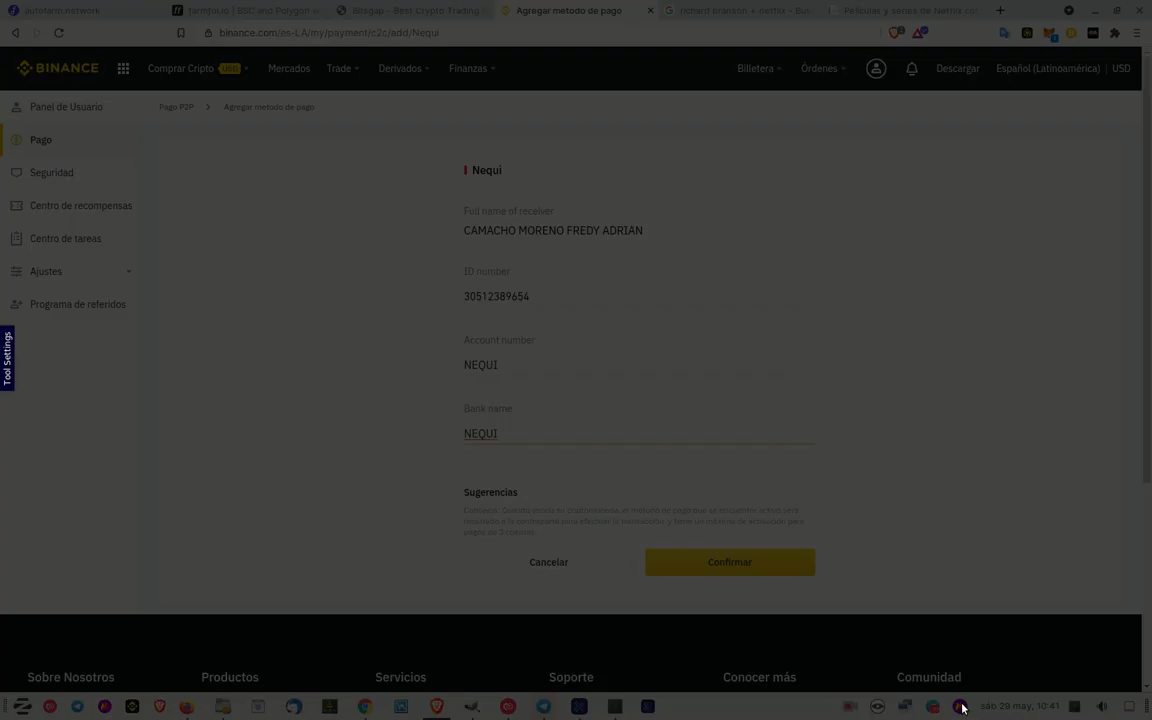 autofarm.network
farmfol.io | BSC and Polygon w
Bitsgap - Best Crypto Trading
Agregar metodo de pago
richard branson + netflix - Bus
Películas y series de Netflix co
binance.com/es-LA/my/payment/c2c/add/Nequi
BINANCE
Comprar Cripto USD
Mercados
Trade
Derivados
Finanzas
Billetera
Órdenes
Descargar
Español (Latinoamérica) | USD
Panel de Usuario
Pago P2P
Agregar metodo de pago
Pago
Seguridad
Centro de recompensas
Centro de tareas
Ajustes
Programa de referidos
Tool Settings
Nequi
Full name of receiver
CAMACHO MORENO FREDY ADRIAN
ID number
30512389654
Account number
NEQUI
Bank name
NEQUI
Sugerencias
Cancelar
Confirmar
Sobre Nosotros
Productos
Servicios
Soporte
Conocer más
Comunidad
sáb 29 may, 10:41